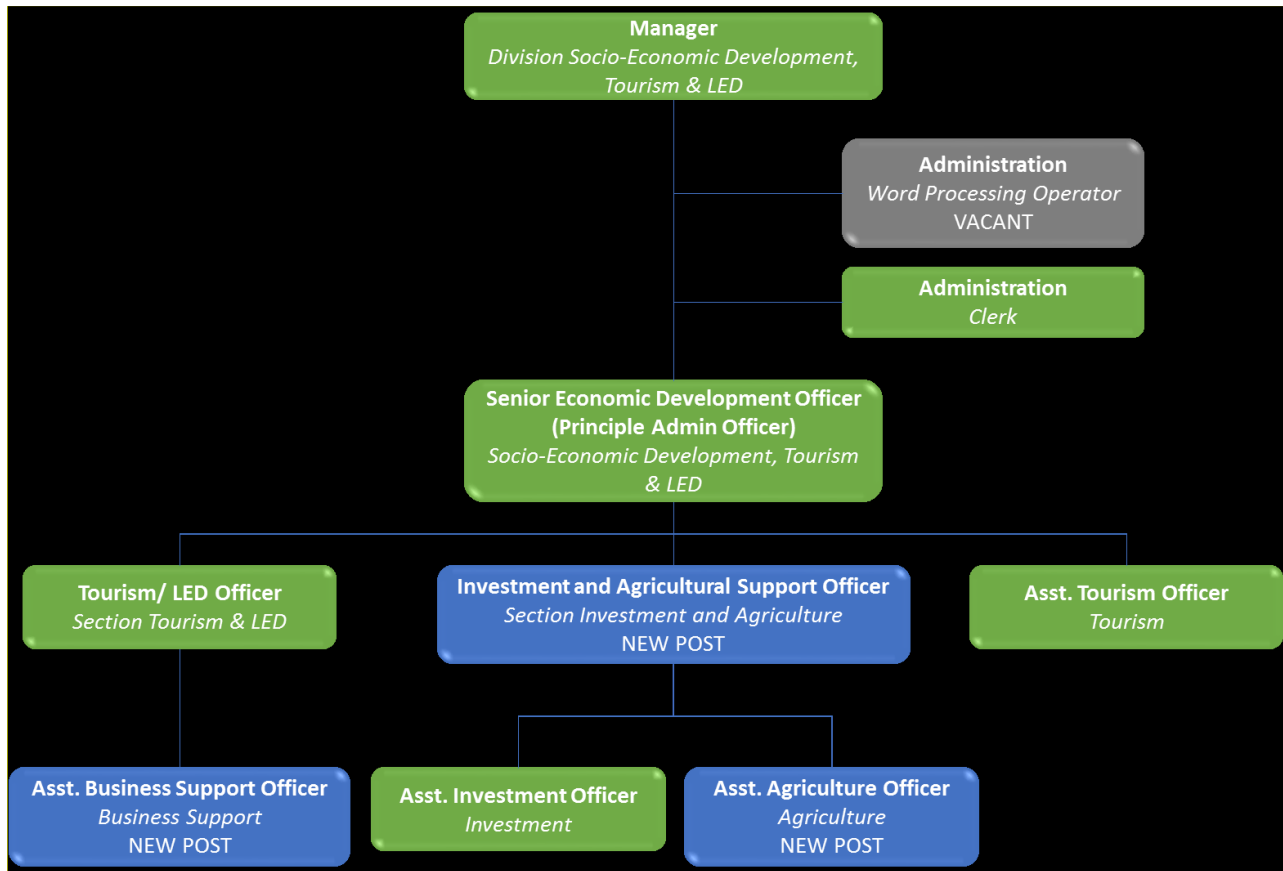 Manager
Division Socio-Economic Development,
Tourism & LED
Administration
Word Processing Operator
VACANT
Administration
Clerk
Senior Economic Development Officer
(Principle Admin Officer)
Socio-Economic Development, Tourism
& LED
Tourism/ LED Officer
Section Tourism & LED
Investment and Agricultural Support Officer
Section Investment and Agriculture
NEW POST
Asst. Tourism Officer
Tourism
Asst. Business Support Officer
Business Support
NEW POST
Asst. Investment Officer
Investment
Asst. Agriculture Officer
Agriculture
NEW POST